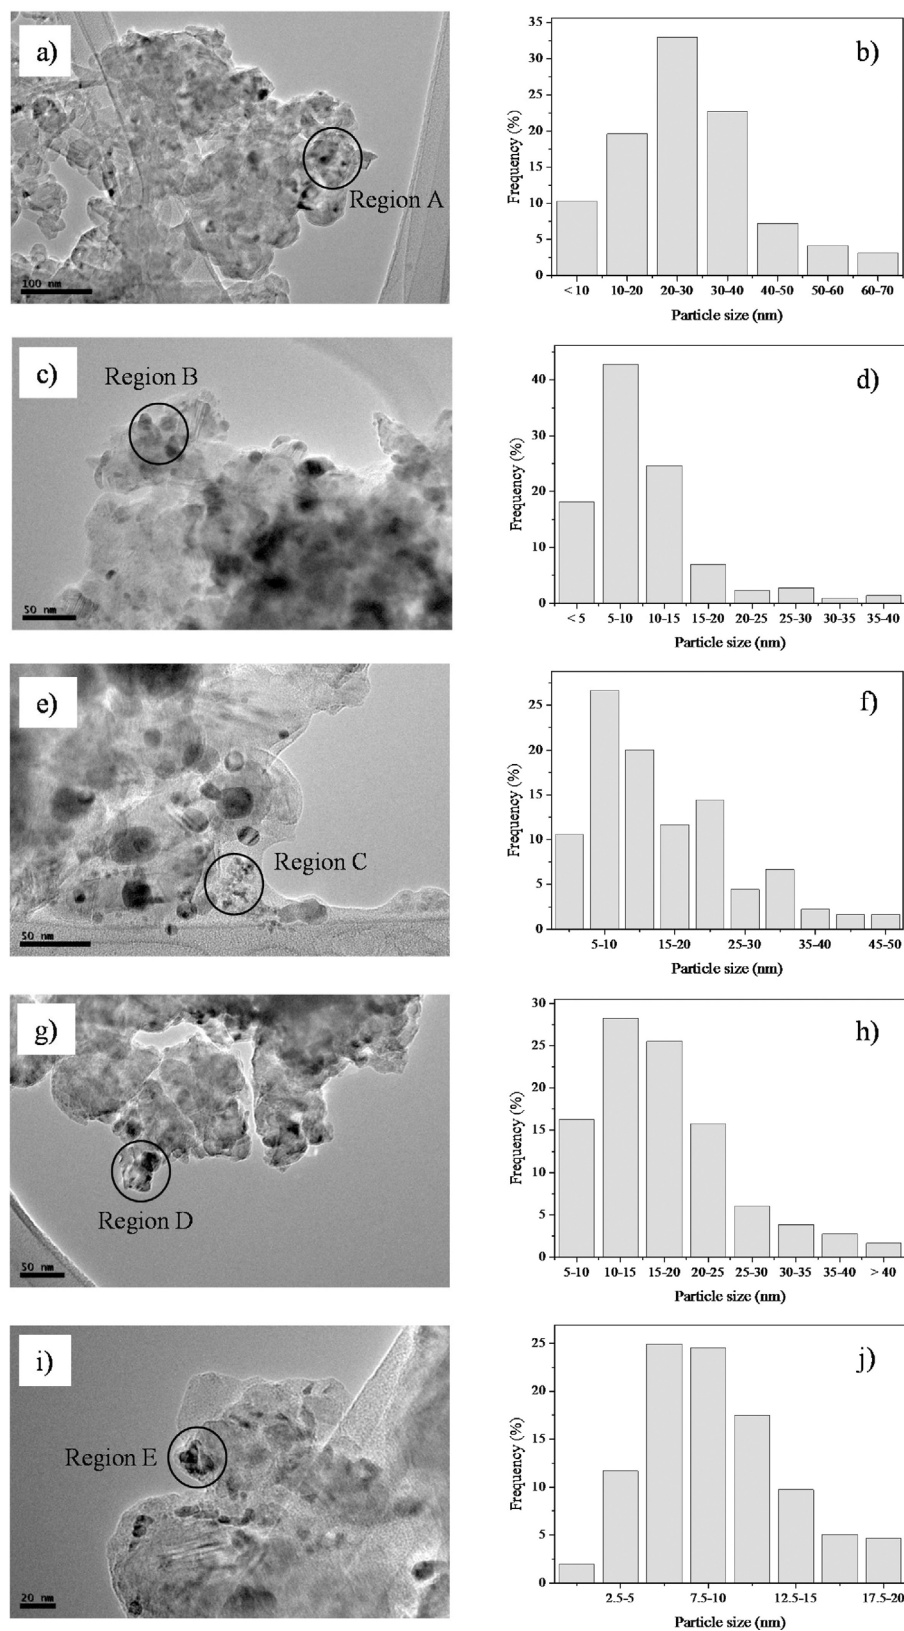 a)
Region A
100 nm
b)
Frequency (%)
35
30
25
20
15
10
5
0
< 10 10-20 20-30 30-40 40-50 50-60 60-70
Particle size (nm)
c)
Region B
50 nm
d)
Frequency (%)
40
30
20
10
0
< 5 5-10 10-15 15-20 20-25 25-30 30-35 35-40
Particle size (nm)
e)
Region C
50 nm
f)
Frequency (%)
25
20
15
10
5
0
5-10 15-20 25-30 35-40 45-50
Particle size (nm)
g)
Region D
50 nm
h)
Frequency (%)
30
25
20
15
10
5
0
5-10 10-15 15-20 20-25 25-30 30-35 35-40 > 40
Particle size (nm)
i)
Region E
20 nm
j)
Frequency (%)
25
20
15
10
5
0
2.5-5 7.5-10 12.5-15 17.5-20
Particle size (nm)